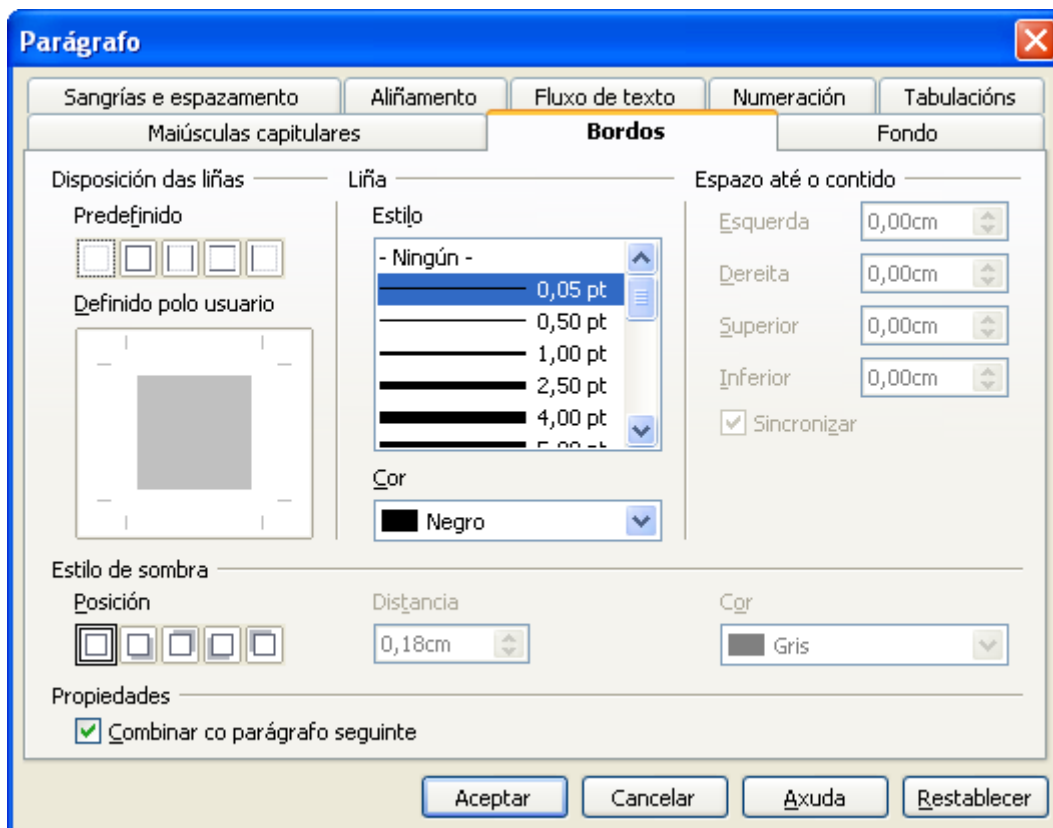 Parágrafo
Sangrías e espazamento Aliñamento Fluxo de texto Numeración Tabulacións
Maiúsculas capitulares Bordos Fondo
Disposición das liñas Liña Espazo até o contido
Predefinido Estilo Esquerda 0,00cm
- Ningún -
0,05 pt Dereita 0,00cm
Definido polo usuario
0,50 pt Superior 0,00cm
1,00 pt
2,50 pt Inferior 0,00cm
4,00 pt Sincronizar
5,00 pt
Cor
Negro
Estilo de sombra
Posición Distancia Cor
0,18cm Gris
Propiedades
Combinar co parágrafo seguinte
Aceptar Cancelar Axuda Restablecer